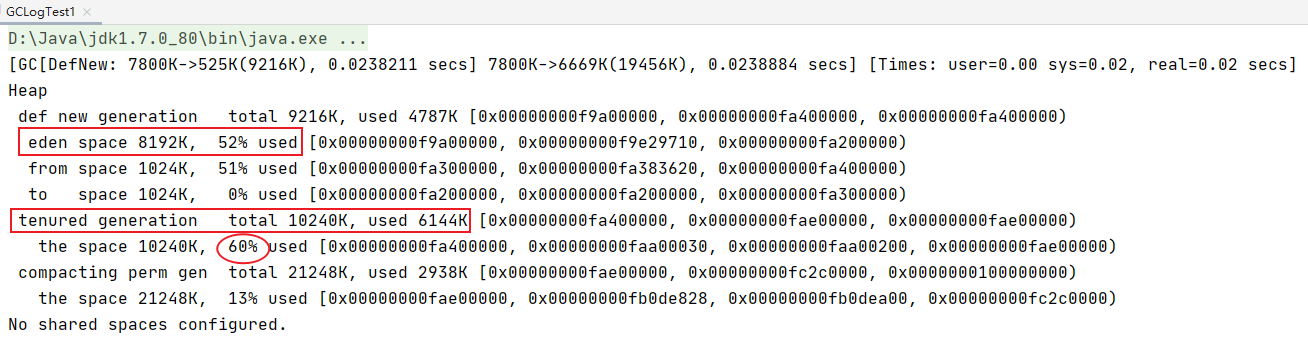 GCLogTest1
D:\Java\jdk1.7.0_80\bin\java.exe ...
[GC[DefNew: 7800K->525K(9216K), 0.0238211 secs] 7800K->6669K(19456K), 0.0238884 secs] [Times: user=0.00 sys=0.02, real=0.02 secs]
Heap
 def new generation   total 9216K, used 4787K [0x00000000f9a00000, 0x00000000fa400000, 0x00000000fa400000)
  eden space 8192K,  52% used [0x00000000f9a00000, 0x00000000f9e29710, 0x00000000fa200000)
  from space 1024K,  51% used [0x00000000fa300000, 0x00000000fa383620, 0x00000000fa400000)
  to   space 1024K,   0% used [0x00000000fa200000, 0x00000000fa200000, 0x00000000fa300000)
 tenured generation   total 10240K, used 6144K [0x00000000fa400000, 0x00000000fae00000, 0x00000000fae00000)
   the space 10240K,  60% used [0x00000000fa400000, 0x00000000faa00030, 0x00000000faa00200, 0x00000000fae00000)
 compacting perm gen  total 21248K, used 2938K [0x00000000fae00000, 0x00000000fc2c0000, 0x0000000100000000)
   the space 21248K,  13% used [0x00000000fae00000, 0x00000000fb0de828, 0x00000000fb0dea00, 0x00000000fc2c0000)
No shared spaces configured.